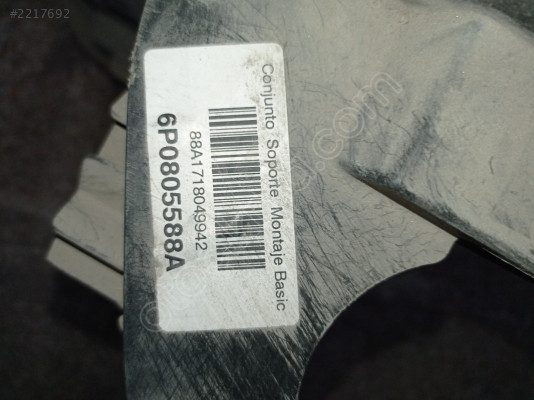 #2217692
Conjunto Soporte Montaje Basic
88A1718049942
6P0805588A